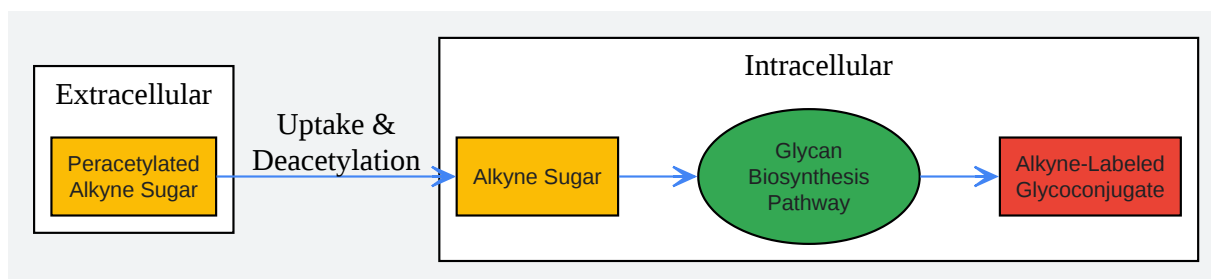 Extracellular
Peracetylated
Alkyne Sugar
Uptake &
Deacetylation
Intracellular
Alkyne Sugar
Glycan
Biosynthesis
Pathway
Alkyne-Labeled
Glycoconjugate